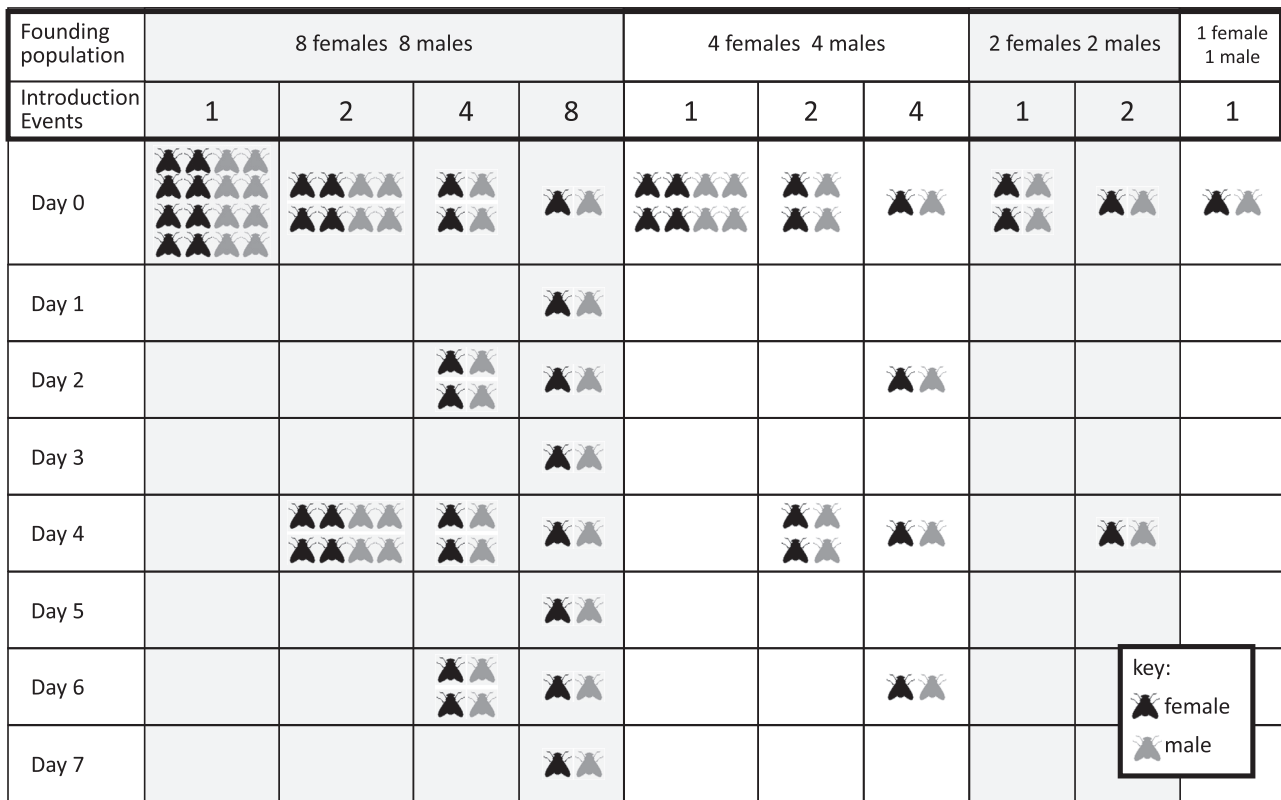 Founding
population
8 females 8 males
4 females 4 males
2 females 2 males
1 female
1 male
Introduction
Events
1
2
4
8
1
2
4
1
2
1
Day 0
Day 1
Day 2
Day 3
Day 4
Day 5
Day 6
Day 7
key:
female
male